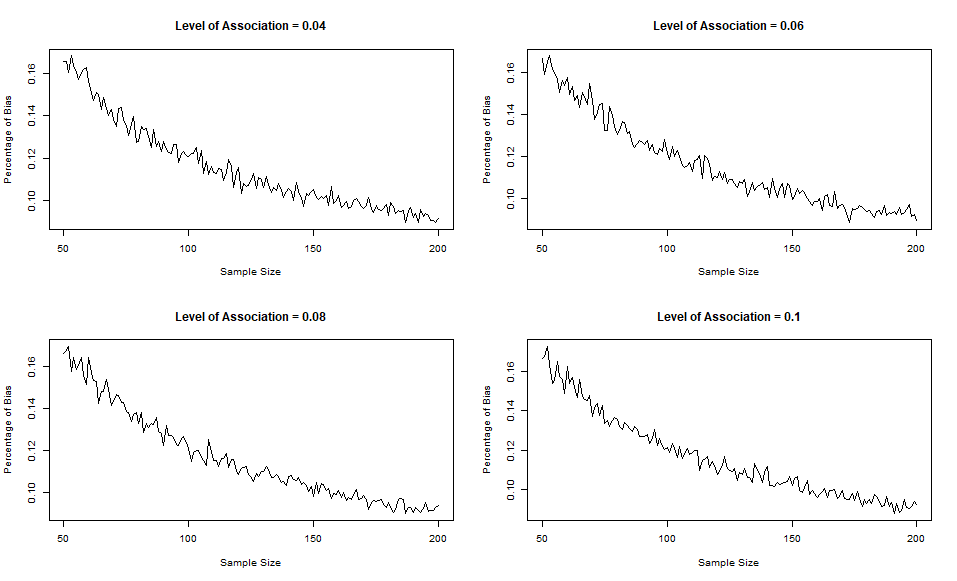 Level of Association = 0.04
Percentage of Bias
0.16
0.14
0.12
0.10
50 100 150 200
Sample Size
Level of Association = 0.06
Percentage of Bias
0.16
0.14
0.12
0.10
50 100 150 200
Sample Size
Level of Association = 0.08
Percentage of Bias
0.16
0.14
0.12
0.10
50 100 150 200
Sample Size
Level of Association = 0.1
Percentage of Bias
0.16
0.14
0.12
0.10
50 100 150 200
Sample Size